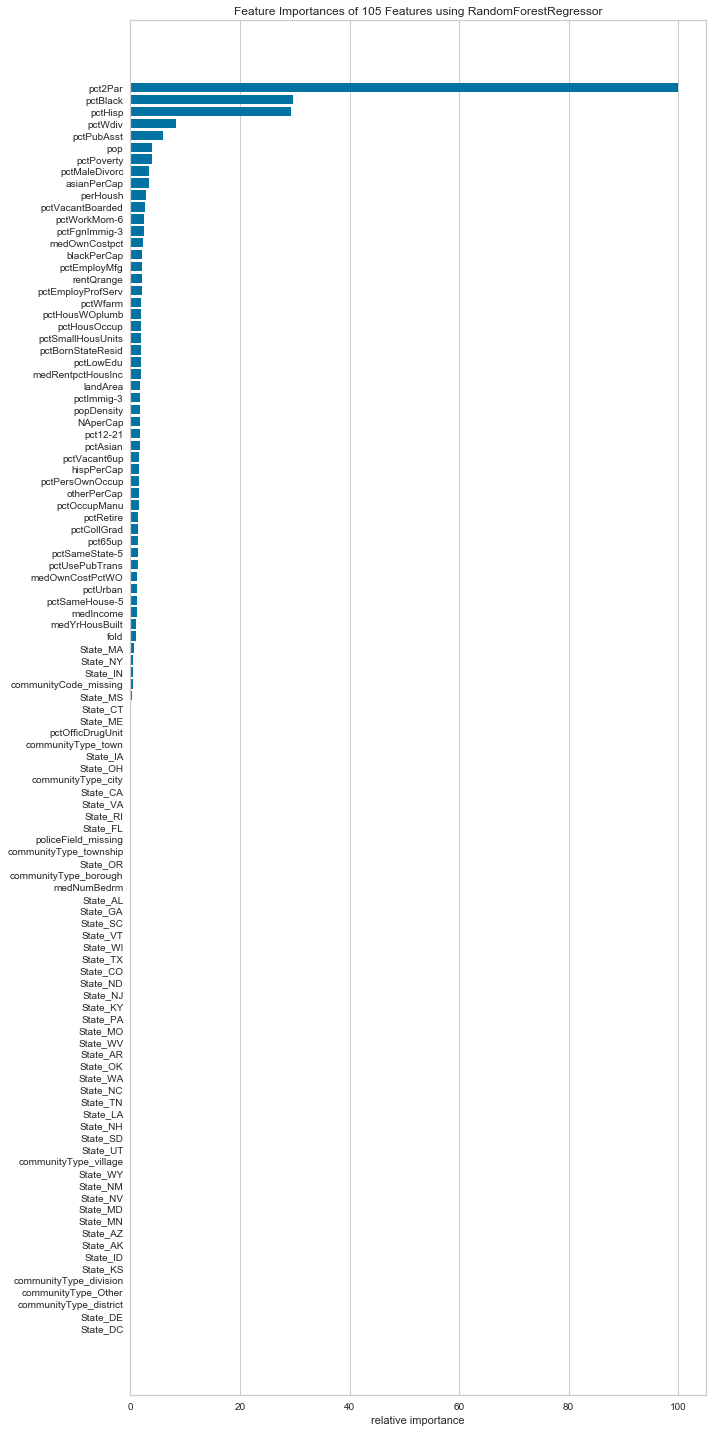 Feature Importances of 105 Features using RandomForestRegressor
pct2Par
pctBlack
pctHisp
pctWdiv
pctPubAsst
pop
pctPoverty
pctMaleDivorc
asianPerCap
perHoush
pctVacantBoarded
pctWorkMom-6
pctFgnImmig-3
medOwnCostpct
blackPerCap
pctEmployMfg
rentQrange
pctEmployProfServ
pctWfarm
pctHousWOplumb
pctHousOccup
pctSmallHousUnits
pctBornStateResid
pctLowEdu
medRentpctHousInc
landArea
pctImmig-3
popDensity
NAperCap
pct12-21
pctAsian
pctVacant6up
hispPerCap
pctPersOwnOccup
otherPerCap
pctOccupManu
pctRetire
pctCollGrad
pct65up
pctSameState-5
pctUsePubTrans
medOwnCostPctWO
pctUrban
pctSameHouse-5
medIncome
medYrHousBuilt
fold
State_MA
State_NY
State_IN
communityCode_missing
State_MS
State_CT
State_ME
pctOfficDrugUnit
communityType_town
State_IA
State_OH
communityType_city
State_CA
State_VA
State_RI
State_FL
policeField_missing
communityType_township
State_OR
communityType_borough
medNumBedrm
State_AL
State_GA
State_SC
State_VT
State_WI
State_TX
State_CO
State_ND
State_NJ
State_KY
State_PA
State_MO
State_WV
State_AR
State_OK
State_WA
State_NC
State_TN
State_LA
State_NH
State_SD
State_UT
communityType_village
State_WY
State_NM
State_NV
State_MD
State_MN
State_AZ
State_AK
State_ID
State_KS
communityType_division
communityType_Other
communityType_district
State_DE
State_DC
0 20 40 60 80 100
relative importance